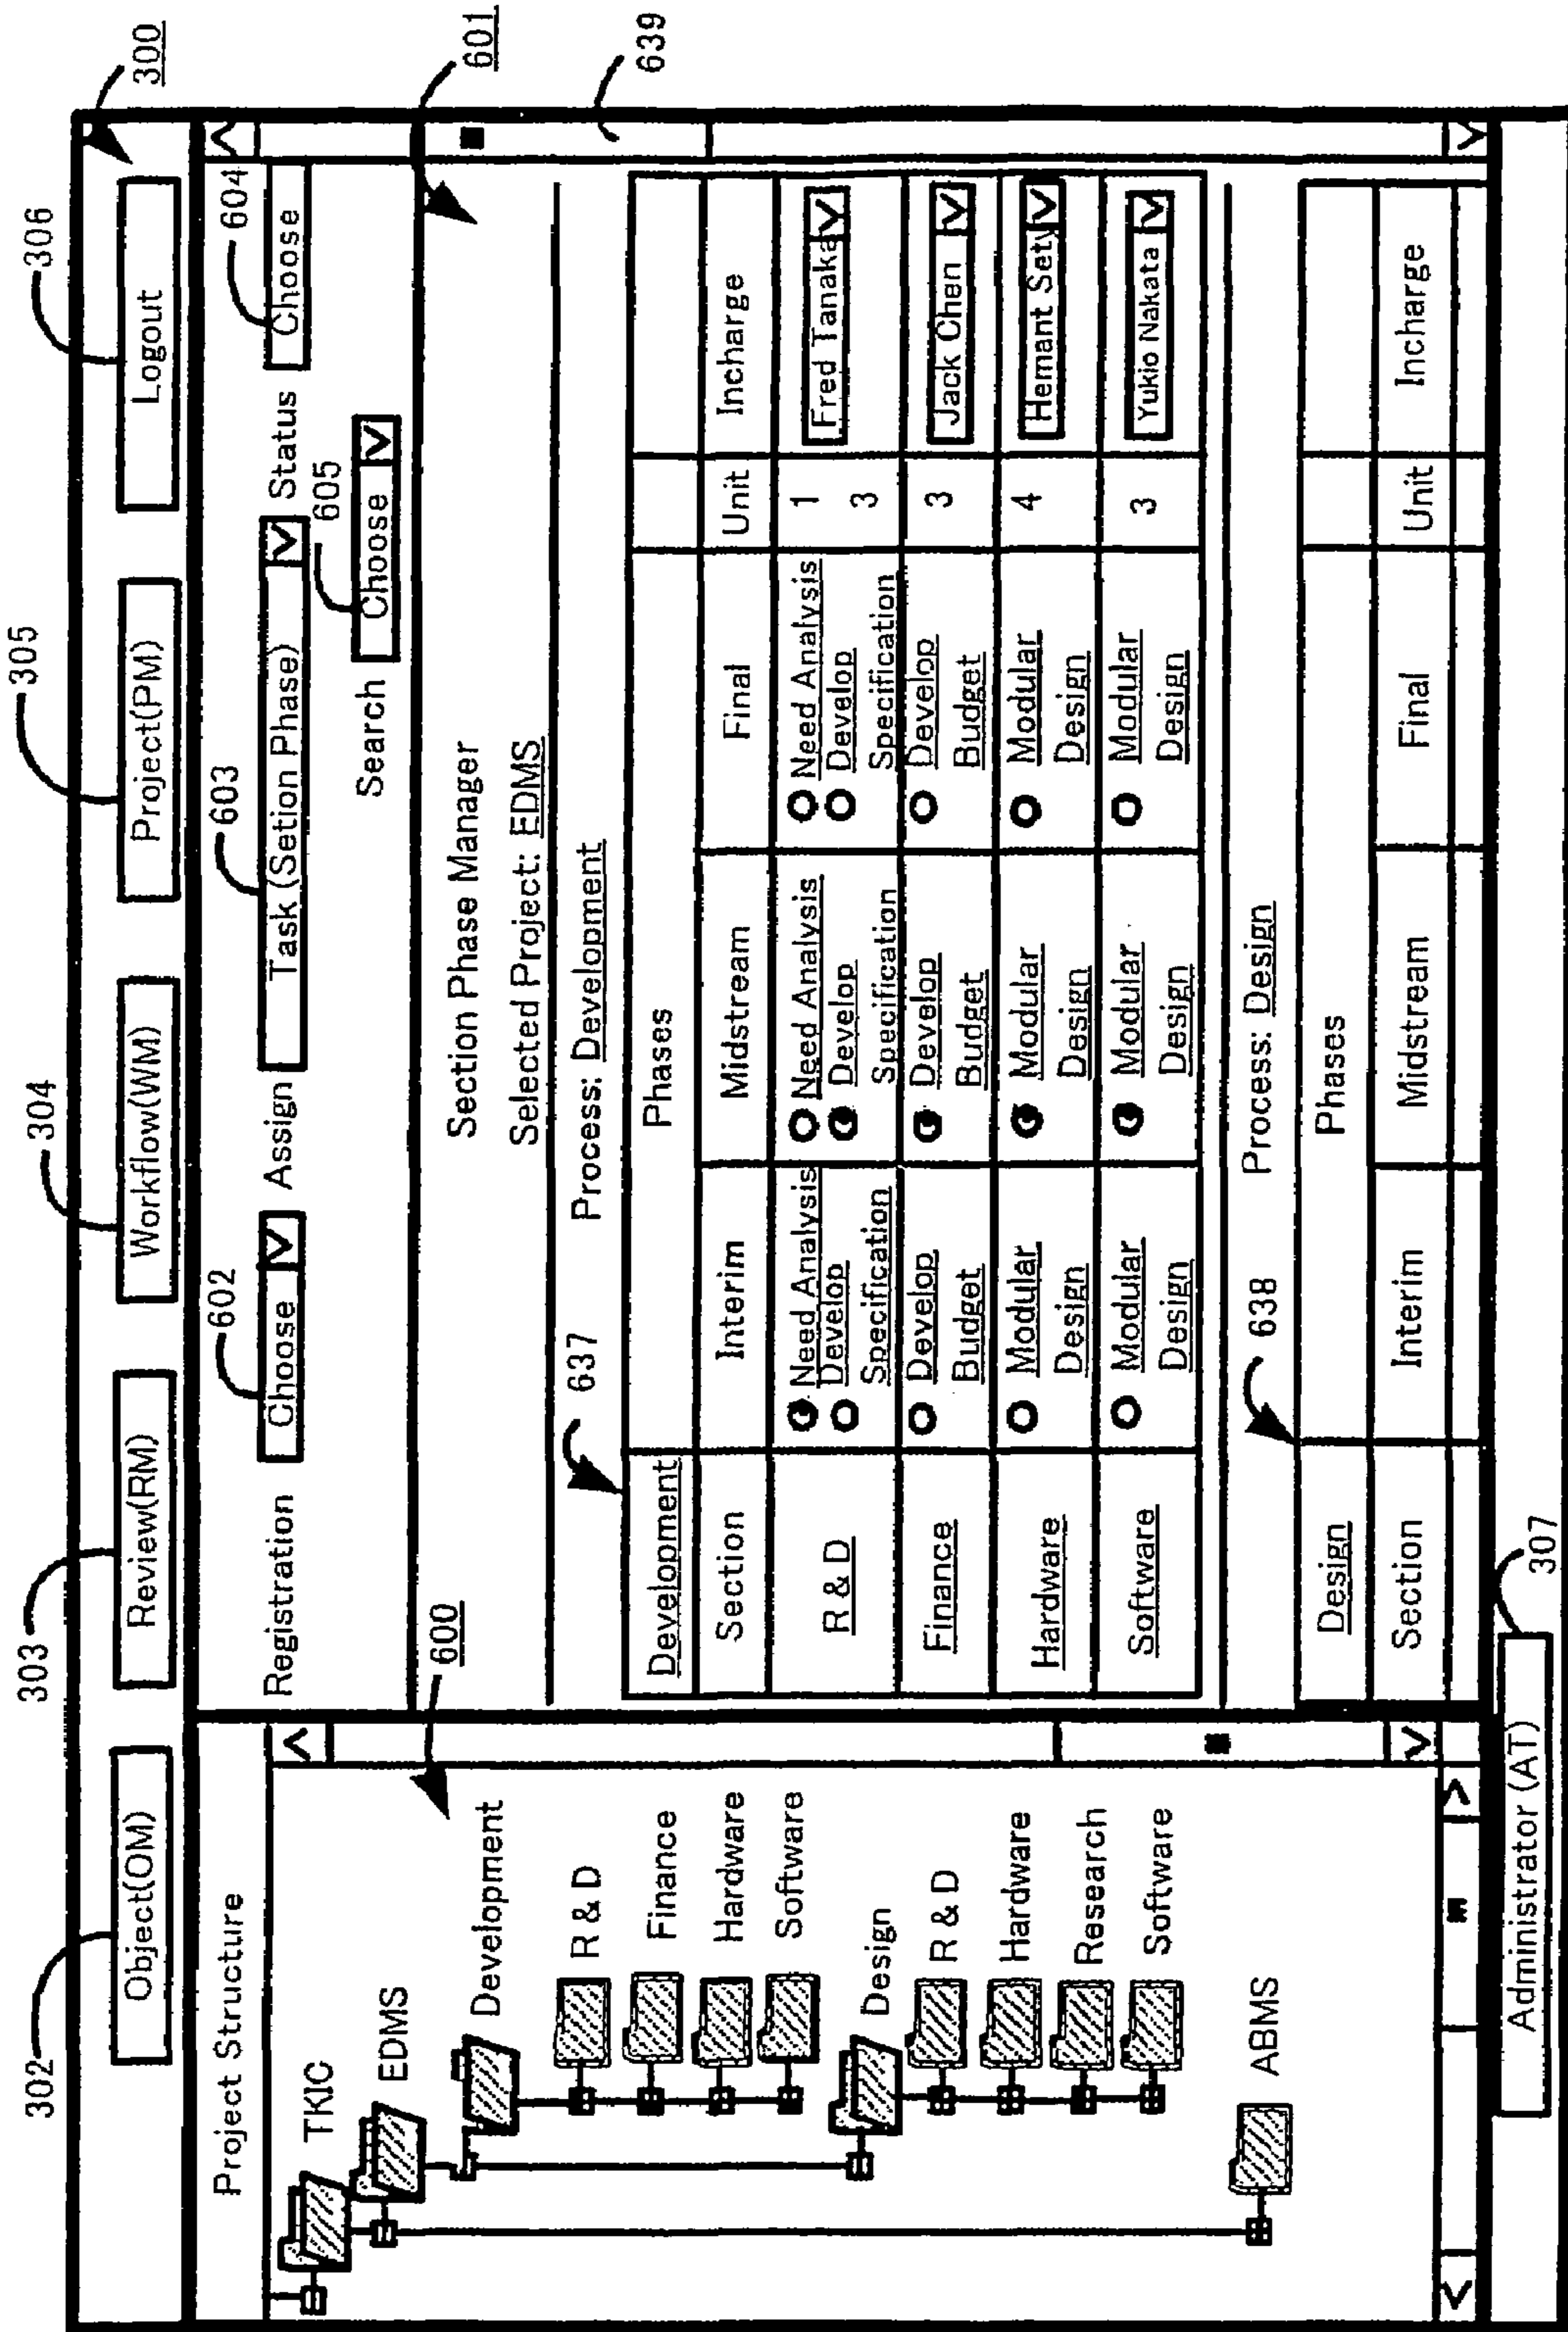 300
302
303
304
305
306
Object(OM)
Review(RM)
Workflow(WM)
Project(PM)
Logout
Project Structure
600
TKIC
EDMS
Development
R & D
Finance
Hardware
Software
Design
R & D
Hardware
Research
Software
ABMS
602
603
604
Registration
Choose
Assign
Task (Setion Phase)
Status
Choose
605
Search
Choose
601
639
Section Phase Manager
Selected Project: EDMS
Process: Development
637
Development
Phases
Section
Interim
Midstream
Final
Unit
Incharge
R & D
Need Analysis
Develop
Specification
Need Analysis
Develop
Specification
Need Analysis
Develop
Specification
1
3
Fred Tanaka
Finance
Develop
Budget
Develop
Budget
Develop
Budget
3
Jack Chen
Hardware
Modular
Design
Modular
Design
Modular
Design
4
Hemant Sety
Software
Modular
Design
Modular
Design
Modular
Design
3
Yukio Nakata
638
Process: Design
Design
Phases
Section
Interim
Midstream
Final
Unit
Incharge
307
Administrator (AT)